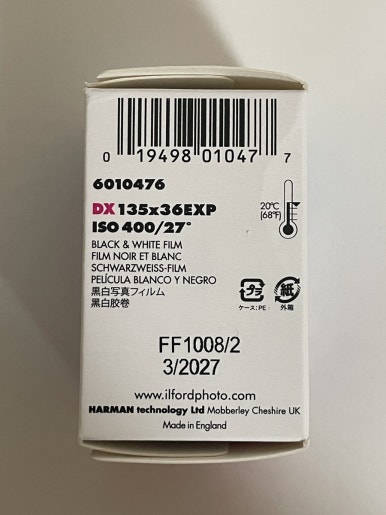 0 19498 01047 7
6010476
DX 135x36EXP
ISO 400/27°
20°C
(68°F)
BLACK & WHITE FILM
FILM NOIR ET BLANC
SCHWARZWEISS-FILM
PELÍCULA BLANCO Y NEGRO
黒白写真フィルム
黑白胶卷
プラ
紙
ケース:PE
外箱
FF1008/2
3/2027
www.ilfordphoto.com
HARMAN technology Ltd Mobberley Cheshire UK
Made in England